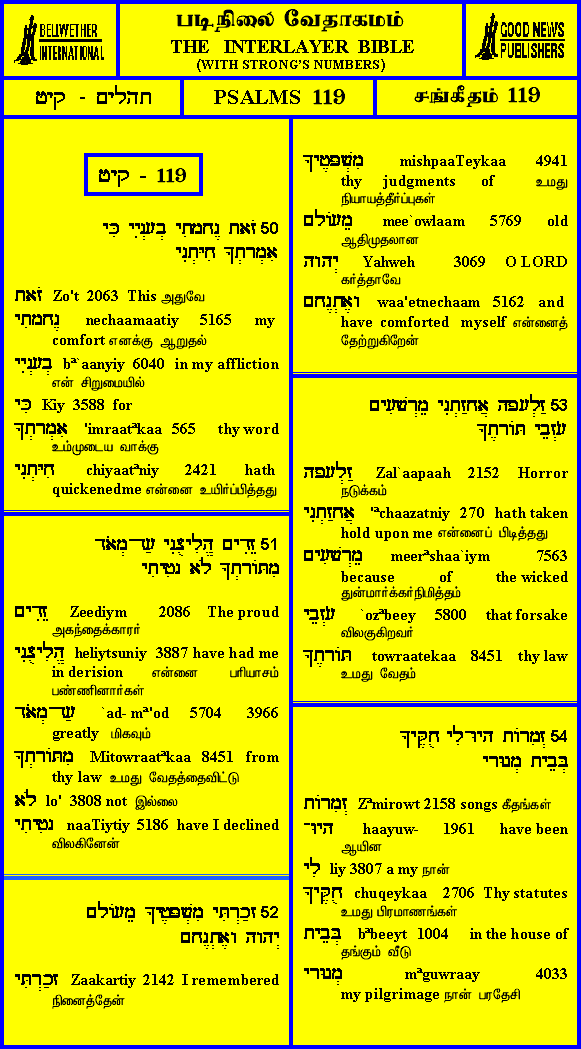 BELLWETHER
INTERNATIONAL
படிநிலை வேதாகமம்
THE INTERLAYER BIBLE
(WITH STRONG'S NUMBERS)
GOOD NEWS
PUBLISHERS
תהלים - קיט
PSALMS 119
சங்கீதம் 119
119 - קיט
50 זֹאת נֶחָמָתִי בְעָנְיִי כִּי
אִמְרָתְךָ חִיָּתְנִי
זֹאת Zo't 2063 This அதுவே
נֶחָמָתִי nechaamaatiy 5165 my
comfort எனக்கு ஆறுதல்
בְעָנְיִי bª`aanyiy 6040 in my affliction
என் சிறுமையில்
כִּי Kiy 3588 for
אִמְרָתְךָ 'imraatªkaa 565 thy word
உம்முடைய வாக்கு
חִיָּתְנִי chiyaatªniy 2421 hath
quickenedme என்னை உயிர்ப்பித்தது
51 זֵדִים הֱלִיצֻנִי עַד־מְאֹד
מִתּוֹרָתְךָ לֹא נָטִיתִי
זֵדִים Zeediym 2086 The proud
அகந்தைக்காரர்
הֱלִיצֻנִי heliytsuniy 3887 have had me
in derision என்னை பரியாசம்
பண்ணினார்கள்
עַד־מְאֹד `ad- mª'od 5704 3966
greatly மிகவும்
מִתּוֹרָתְךָ Mitowraatªkaa 8451 from
thy law உமது வேதத்தைவிட்டு
לֹא lo' 3808 not இல்லை
נָטִיתִי naaTiytiy 5186 have I declined
விலகினேன்
52 זָכַרְתִּי מִשְׁפָּטֶיךָ מֵעוֹלָם
יְהוָה וָאֶתְנֶחָם
זָכַרְתִּי Zaakartiy 2142 I remembered
நினைத்தேன்
מִשְׁפָּטֶיךָ mishpaaTeykaa 4941
thy judgments of உமது
நியாயத்தீர்ப்புகள்
מֵעוֹלָם mee`owlaam 5769 old
ஆதிமுதலான
יְהוָה Yahweh 3069 O LORD
கர்த்தாவே
וָאֶתְנֶחָם waa'etnechaam 5162 and
have comforted myself என்னைத்
தேற்றுகிறேன்
53 זַלְעָפָה אֲחָזַתְנִי מֵרְשָׁעִים
עֹזְבֵי תּוֹרָתֶךָ
זַלְעָפָה Zal`aapaah 2152 Horror
நடுக்கம்
אֲחָזַתְנִי 'ªchaazatniy 270 hath taken
hold upon me என்னைப் பிடித்தது
מֵרְשָׁעִים meerªshaa`iym 7563
because of the wicked
துன்மார்க்கர்நிமித்தம்
עֹזְבֵי `ozªbeey 5800 that forsake
விலகுகிறவர்
תּוֹרָתֶךָ towraatekaa 8451 thy law
உமது வேதம்
54 זְמִרוֹת הָיוּ־לִי חֻקֶּיךָ
בְּבֵית מְגוּרָי
זְמִרוֹת Zªmirowt 2158 songs கீதங்கள்
הָיוּ־ haayuw- 1961 have been
ஆயின
לִי liy 3807 a my நான்
חֻקֶּיךָ chuqeykaa 2706 Thy statutes
உமது பிரமாணங்கள்
בְּבֵית bªbeeyt 1004 in the house of
தங்கும் வீடு
מְגוּרָי mªguwraay 4033
my pilgrimage நான் பரதேசி